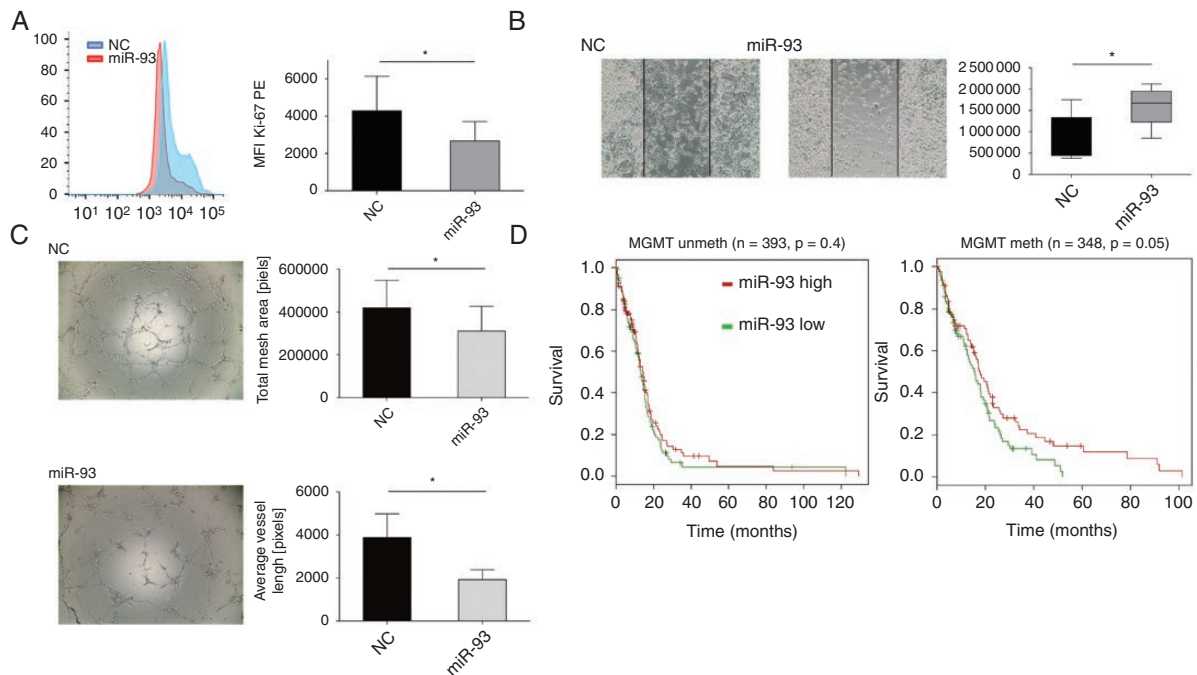 A
NC
miR-93
100
80
60
40
20
0
10¹ 10² 10³ 10⁴ 10⁵
*
MFI Ki-67 PE
6000
4000
2000
0
NC
miR-93
B
NC
miR-93
*
2 500 000
2 000 000
1 500 000
1 000 000
500 000
0
NC
miR-93
C
NC
*
Total mesh area [piels]
600000
400000
200000
0
NC
miR-93
miR-93
*
Average vessel
lengh [pixels]
6000
4000
2000
0
NC
miR-93
D
MGMT unmeth (n = 393, p = 0.4)
miR-93 high
miR-93 low
Survival
1.0
0.8
0.6
0.4
0.2
0.0
0 20 40 60 80 100 120
Time (months)
MGMT meth (n = 348, p = 0.05)
Survival
1.0
0.8
0.6
0.4
0.2
0.0
0 20 40 60 80 100
Time (months)